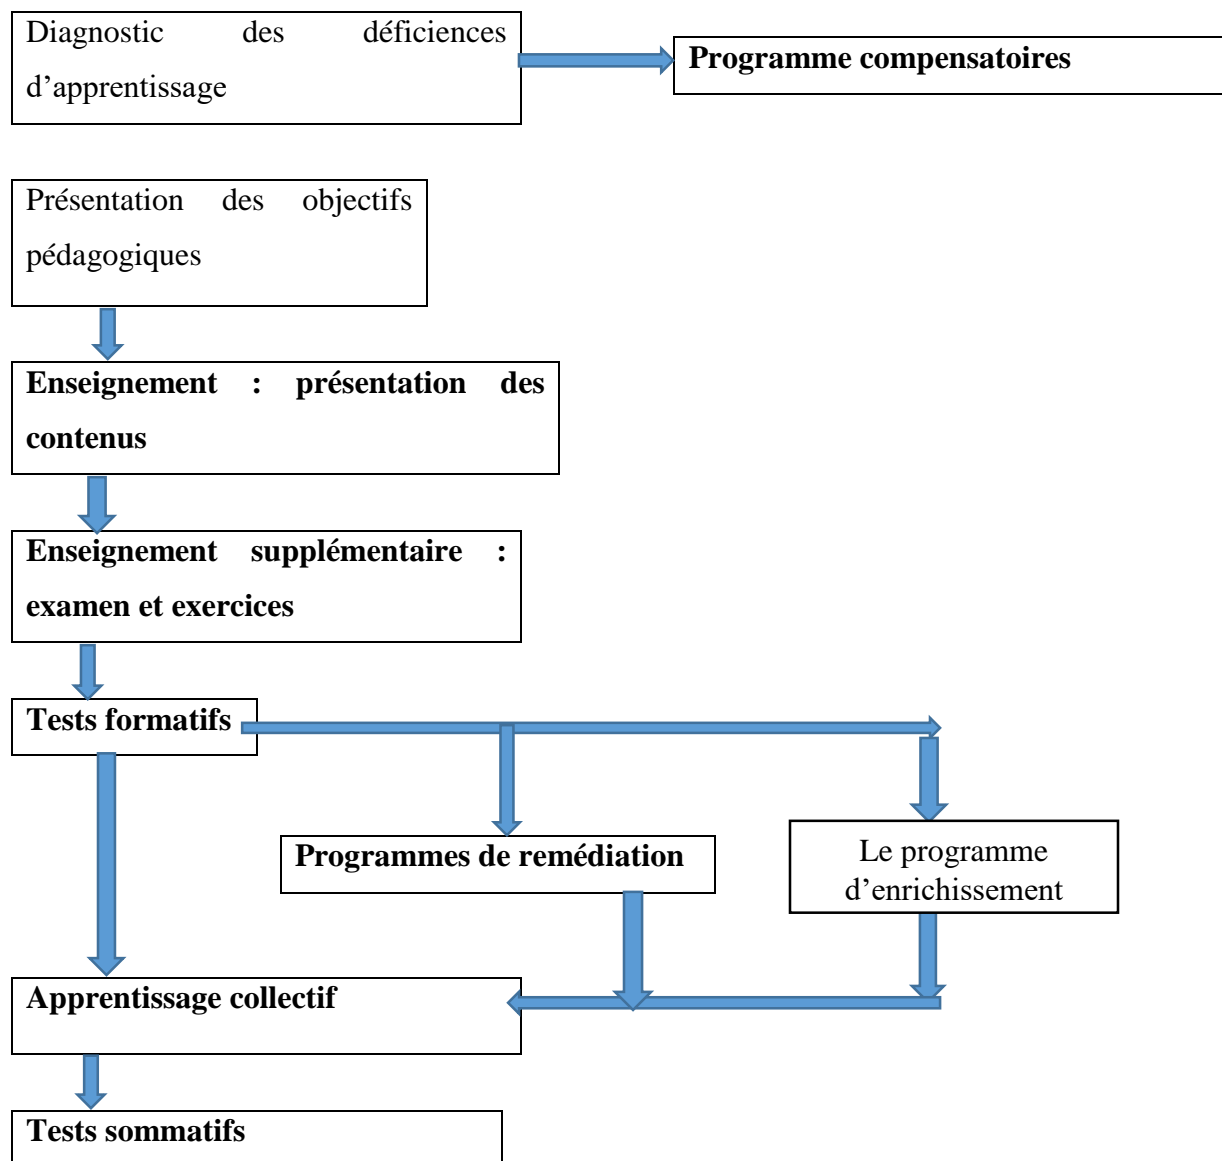 Diagnostic des déficiences
d’apprentissage
Programme compensatoires
Présentation des objectifs
pédagogiques
Enseignement : présentation des
contenus
Enseignement supplémentaire :
examen et exercices
Tests formatifs
Programmes de remédiation
Le programme
d’enrichissement
Apprentissage collectif
Tests sommatifs